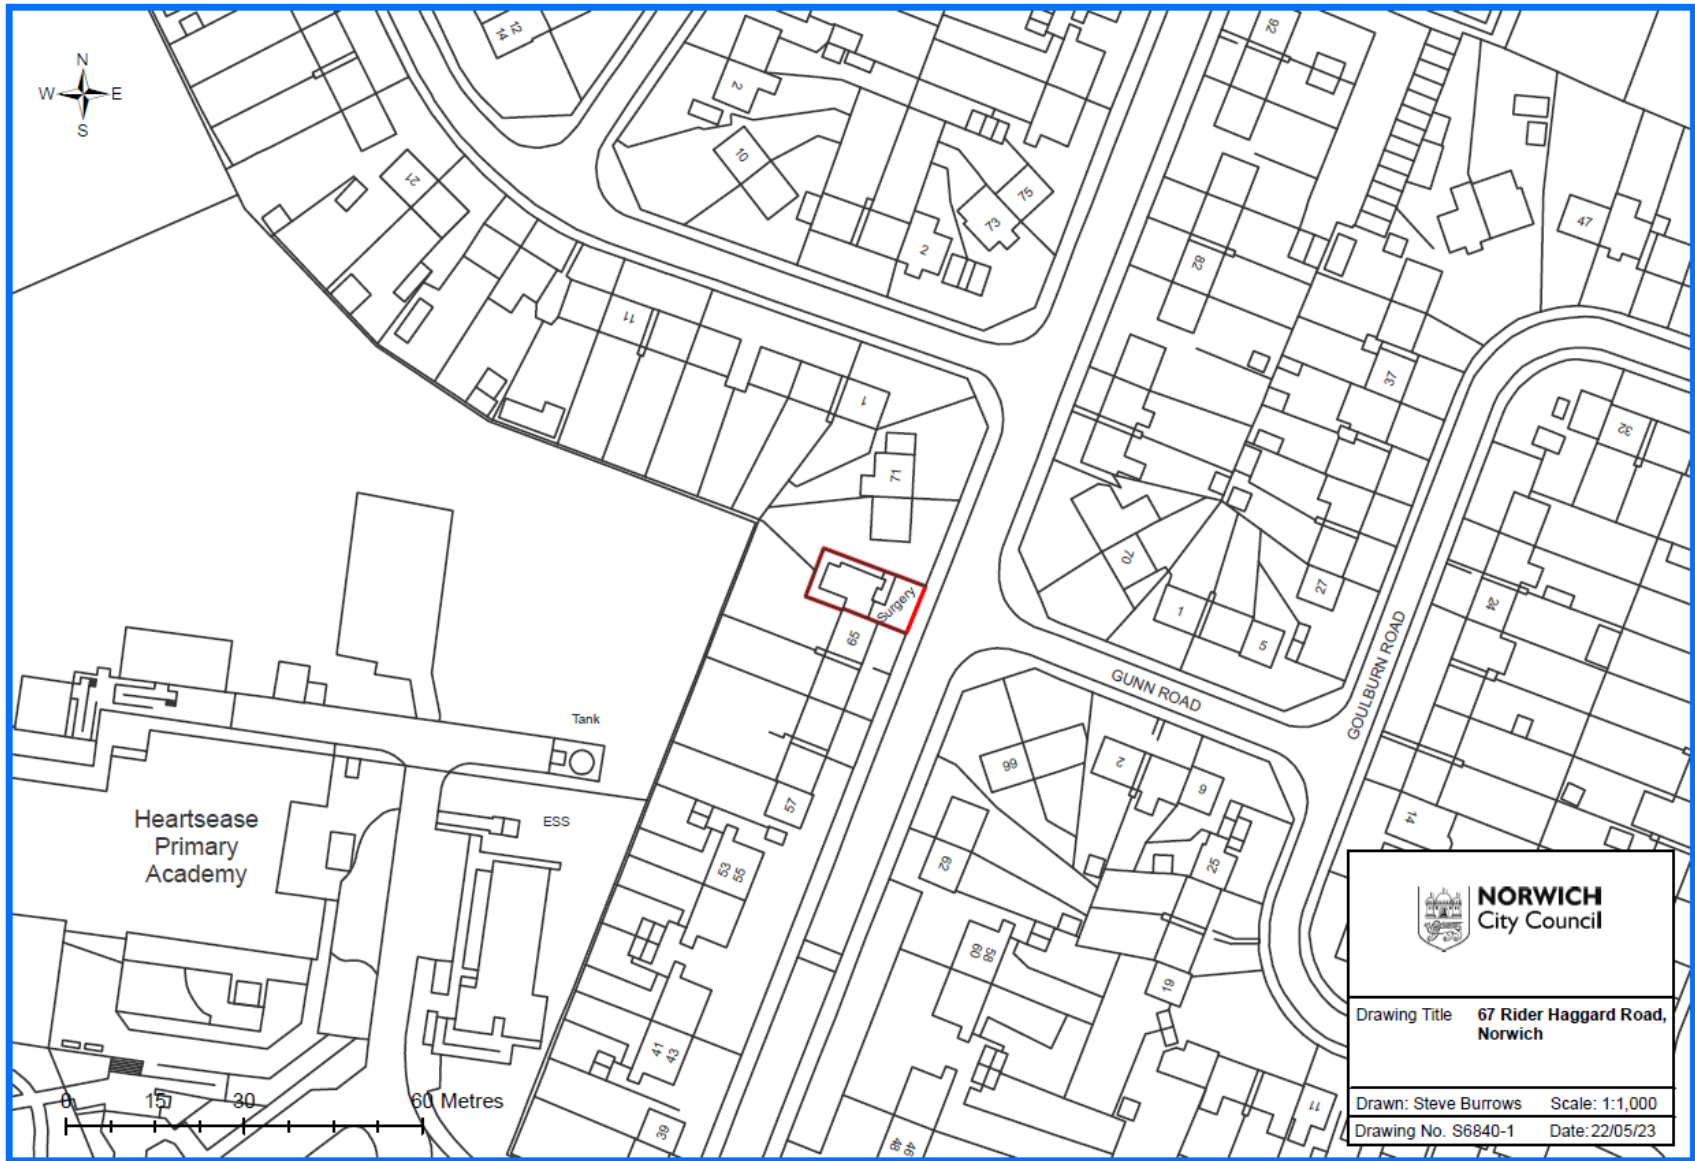 N
W E
S
14 12
2
92
10
21
75
73
2
47
82
11
37
1
32
71
70
27
24
1
Surgery
65
5
GUNN ROAD
GOULBURN ROAD
Tank
66
2
9
57
14
ESS
Heartsease
Primary
Academy
53
55
62
25
58
60
19
41
43
39
11
48
46
0 15 30 60 Metres
NORWICH
City Council
Drawing Title 67 Rider Haggard Road,
Norwich
Drawn: Steve Burrows Scale: 1:1,000
Drawing No. S6840-1 Date: 22/05/23